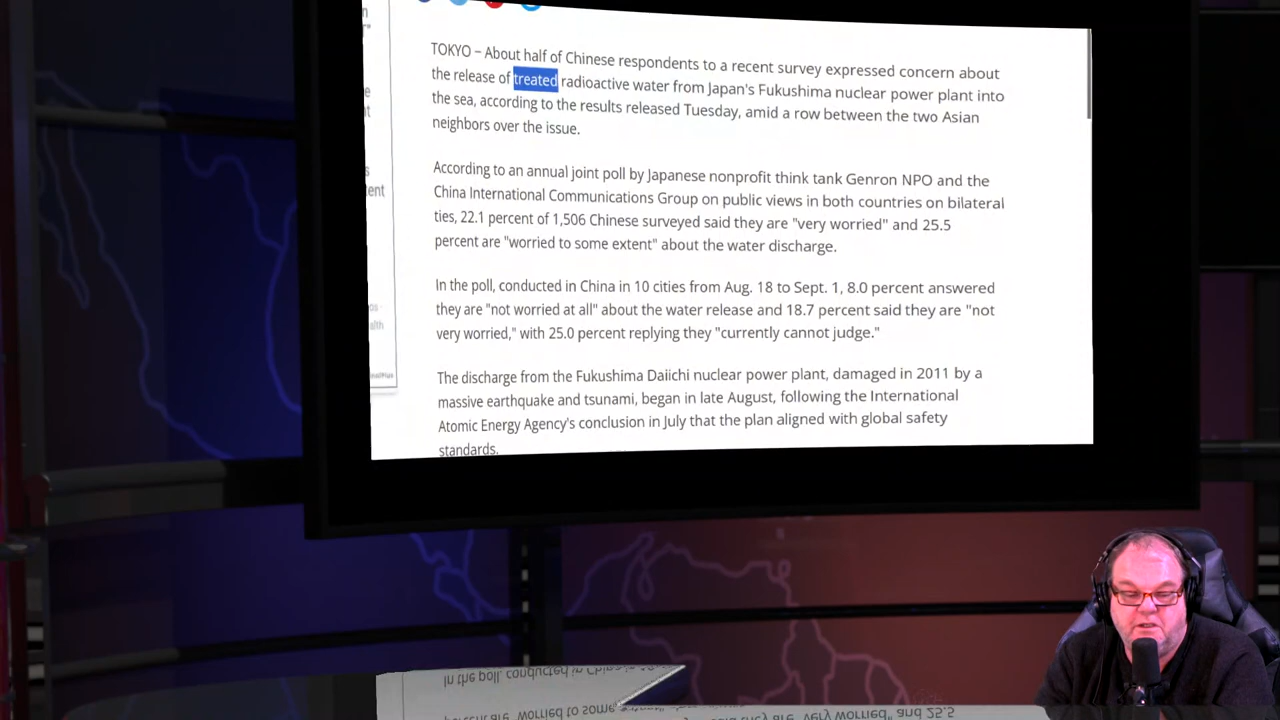 TOKYO – About half of Chinese respondents to a recent survey expressed concern about
the release of treated radioactive water from Japan's Fukushima nuclear power plant into
the sea, according to the results released Tuesday, amid a row between the two Asian
neighbors over the issue.
According to an annual joint poll by Japanese nonprofit think tank Genron NPO and the
China International Communications Group on public views in both countries on bilateral
ties, 22.1 percent of 1,506 Chinese surveyed said they are "very worried" and 25.5
percent are "worried to some extent" about the water discharge.
In the poll, conducted in China in 10 cities from Aug. 18 to Sept. 1, 8.0 percent answered
they are "not worried at all" about the water release and 18.7 percent said they are "not
very worried," with 25.0 percent replying they "currently cannot judge."
The discharge from the Fukushima Daiichi nuclear power plant, damaged in 2011 by a
massive earthquake and tsunami, began in late August, following the International
Atomic Energy Agency's conclusion in July that the plan aligned with global safety
standards.